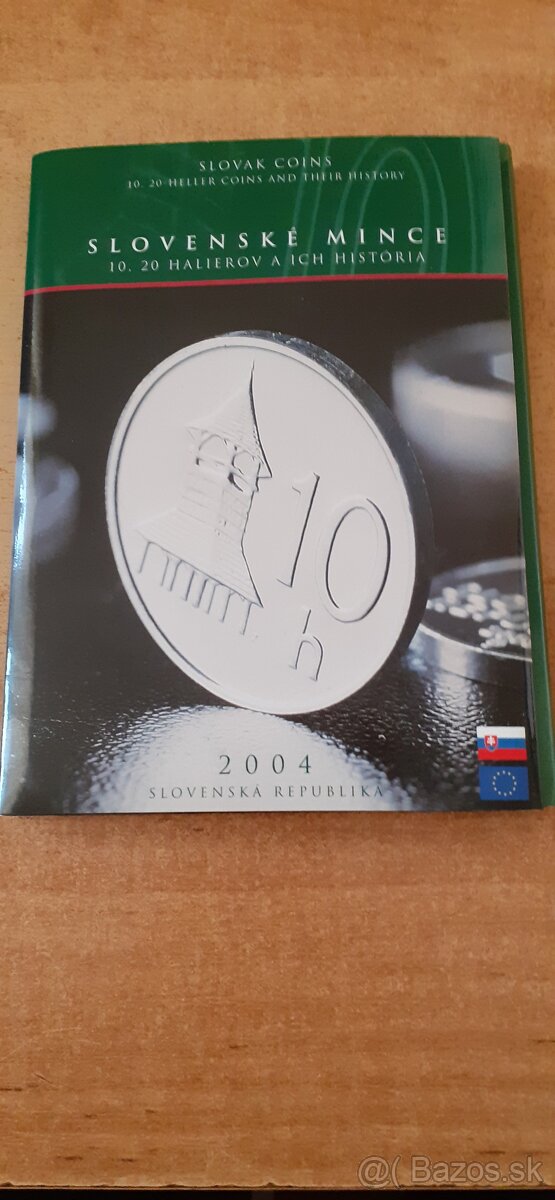 SLOVAK COINS
10. 20 HELLER COINS AND THEIR HISTORY
SLOVENSKÉ MINCE
10. 20 HALIEROV A ICH HISTÓRIA
10
h
2004
SLOVENSKÁ REPUBLIKA
@( Bazos.sk